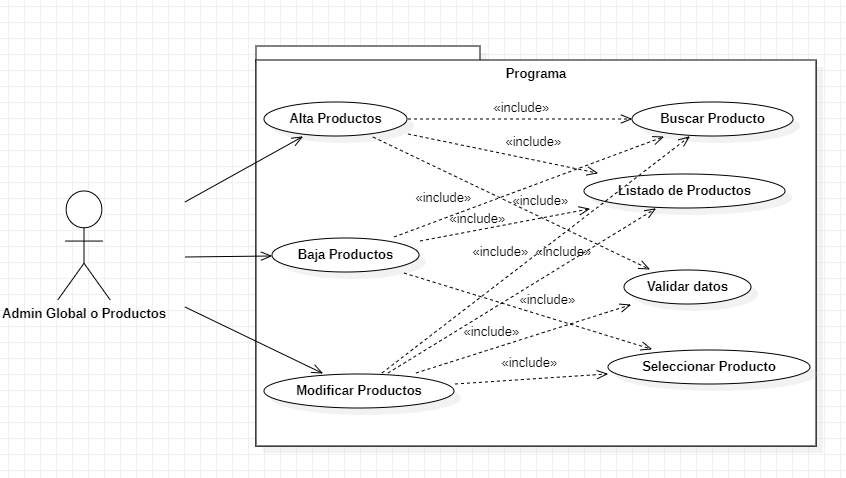 Programa
Alta Productos
«include»
Buscar Producto
«include»
Listado de Productos
«include»
«include»
«include»
Baja Productos
«include»
«include»
Validar datos
«include»
Admin Global o Productos
«include»
«include»
Seleccionar Producto
Modificar Productos